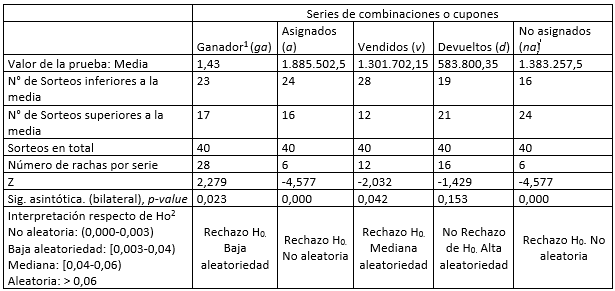 Series de combinaciones o cupones
Ganador¹ (ga) Asignados (a) Vendidos (v) Devueltos (d) No asignados (na)¹
Valor de la prueba: Media 1,43 1.885.502,5 1.301.702,15 583.800,35 1.383.257,5
N° de Sorteos inferiores a la media 23 24 28 19 16
N° de Sorteos superiores a la media 17 16 12 21 24
Sorteos en total 40 40 40 40 40
Número de rachas por serie 28 6 12 16 6
Z 2,279 -4,577 -2,032 -1,429 -4,577
Sig. asintótica. (bilateral), p-value 0,023 0,000 0,042 0,153 0,000
Interpretación respecto de Ho²
No aleatoria: (0,000-0,003)
Baja aleatoriedad: [0,003-0,04)
Mediana: [0,04-0,06)
Aleatoria: > 0,06
Rechazo H₀. Baja aleatoriedad
Rechazo H₀. No aleatoria
Rechazo H₀. Mediana aleatoriedad
No Rechazo de H₀. Alta aleatoriedad
Rechazo H₀. No aleatoria